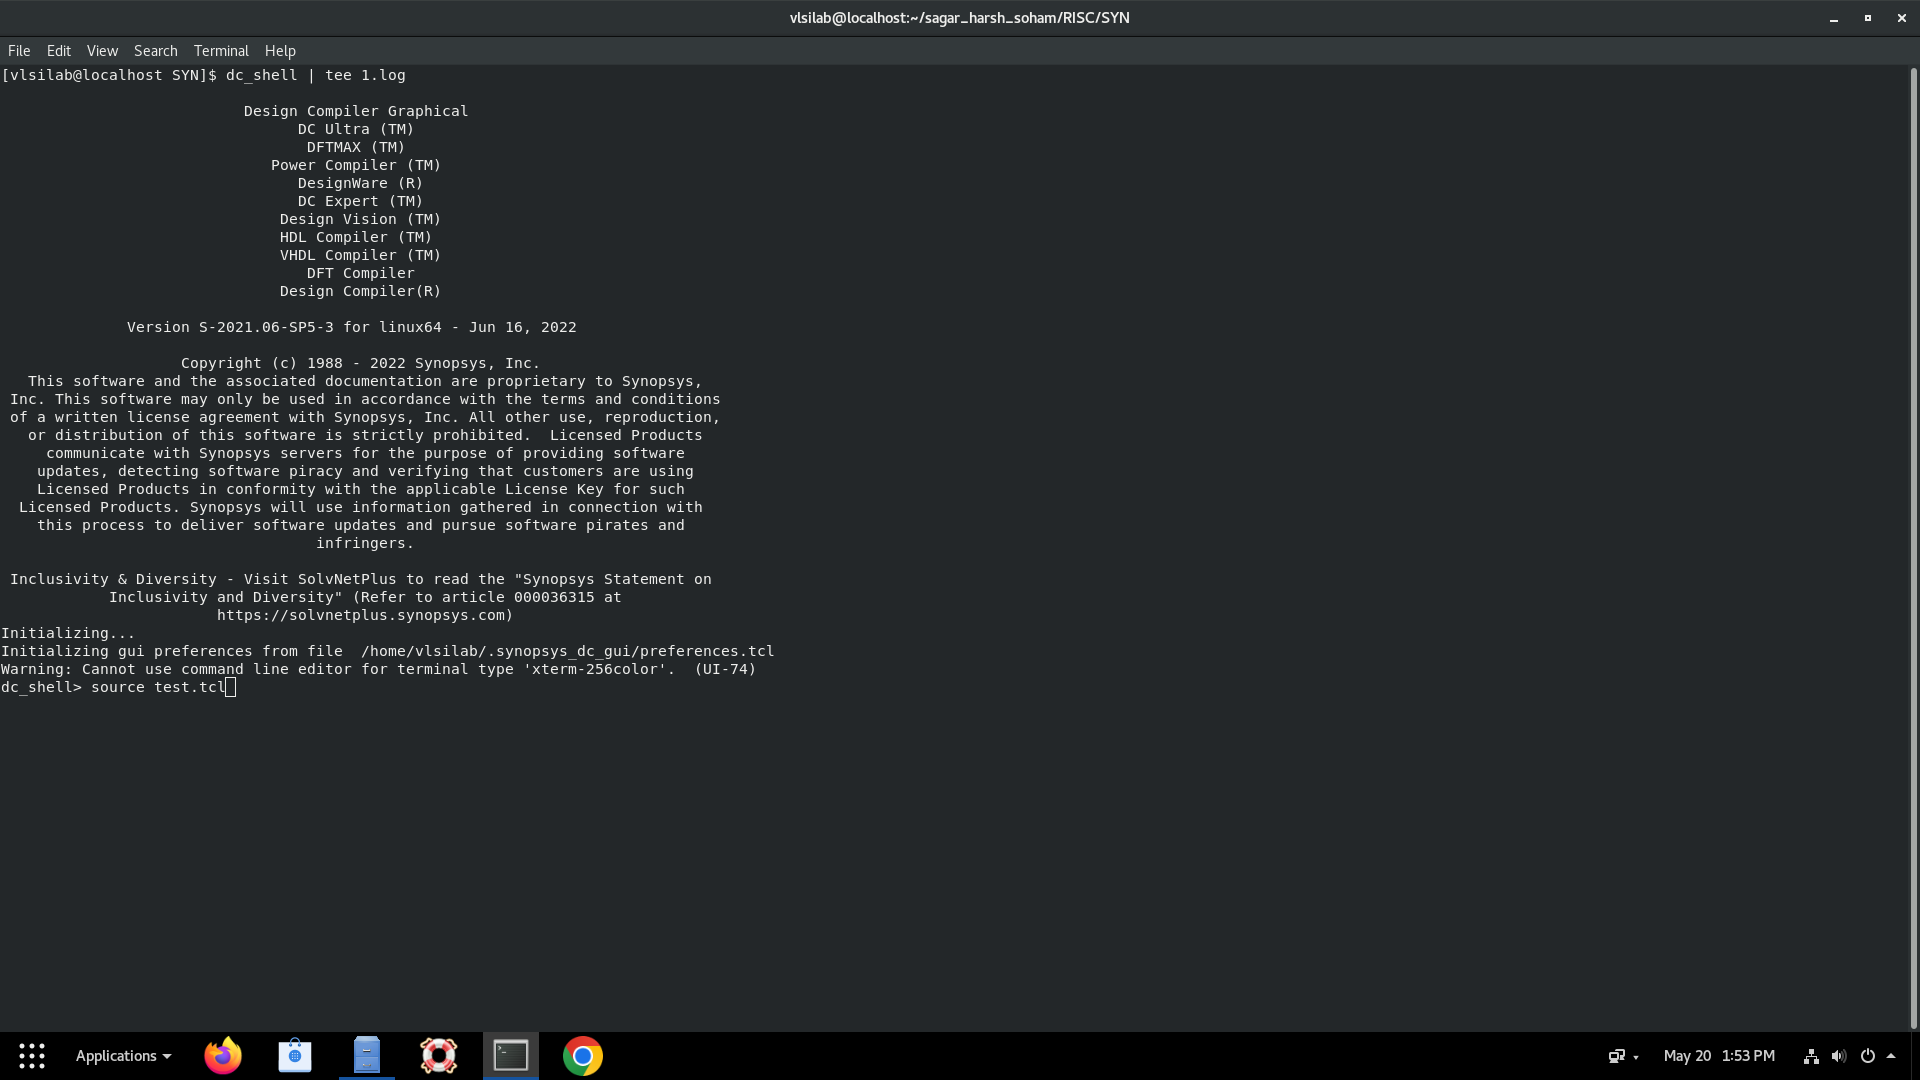 vlsilab@localhost:~/sagar_harsh_soham/RISC/SYN
File Edit View Search Terminal Help
[vlsilab@localhost SYN]$ dc_shell | tee 1.log
Design Compiler Graphical
DC Ultra (TM)
DFTMAX (TM)
Power Compiler (TM)
DesignWare (R)
DC Expert (TM)
Design Vision (TM)
HDL Compiler (TM)
VHDL Compiler (TM)
DFT Compiler
Design Compiler(R)
Version S-2021.06-SP5-3 for linux64 - Jun 16, 2022
Copyright (c) 1988 - 2022 Synopsys, Inc.
This software and the associated documentation are proprietary to Synopsys,
Inc. This software may only be used in accordance with the terms and conditions
of a written license agreement with Synopsys, Inc. All other use, reproduction,
or distribution of this software is strictly prohibited.  Licensed Products
communicate with Synopsys servers for the purpose of providing software
updates, detecting software piracy and verifying that customers are using
Licensed Products in conformity with the applicable License Key for such
Licensed Products. Synopsys will use information gathered in connection with
this process to deliver software updates and pursue software pirates and
infringers.
Inclusivity & Diversity - Visit SolvNetPlus to read the "Synopsys Statement on
Inclusivity and Diversity" (Refer to article 000036315 at
https://solvnetplus.synopsys.com)
Initializing...
Initializing gui preferences from file  /home/vlsilab/.synopsys_dc_gui/preferences.tcl
Warning: Cannot use command line editor for terminal type 'xterm-256color'.  (UI-74)
dc_shell> source test.tcl
Applications
May 20 1:53 PM